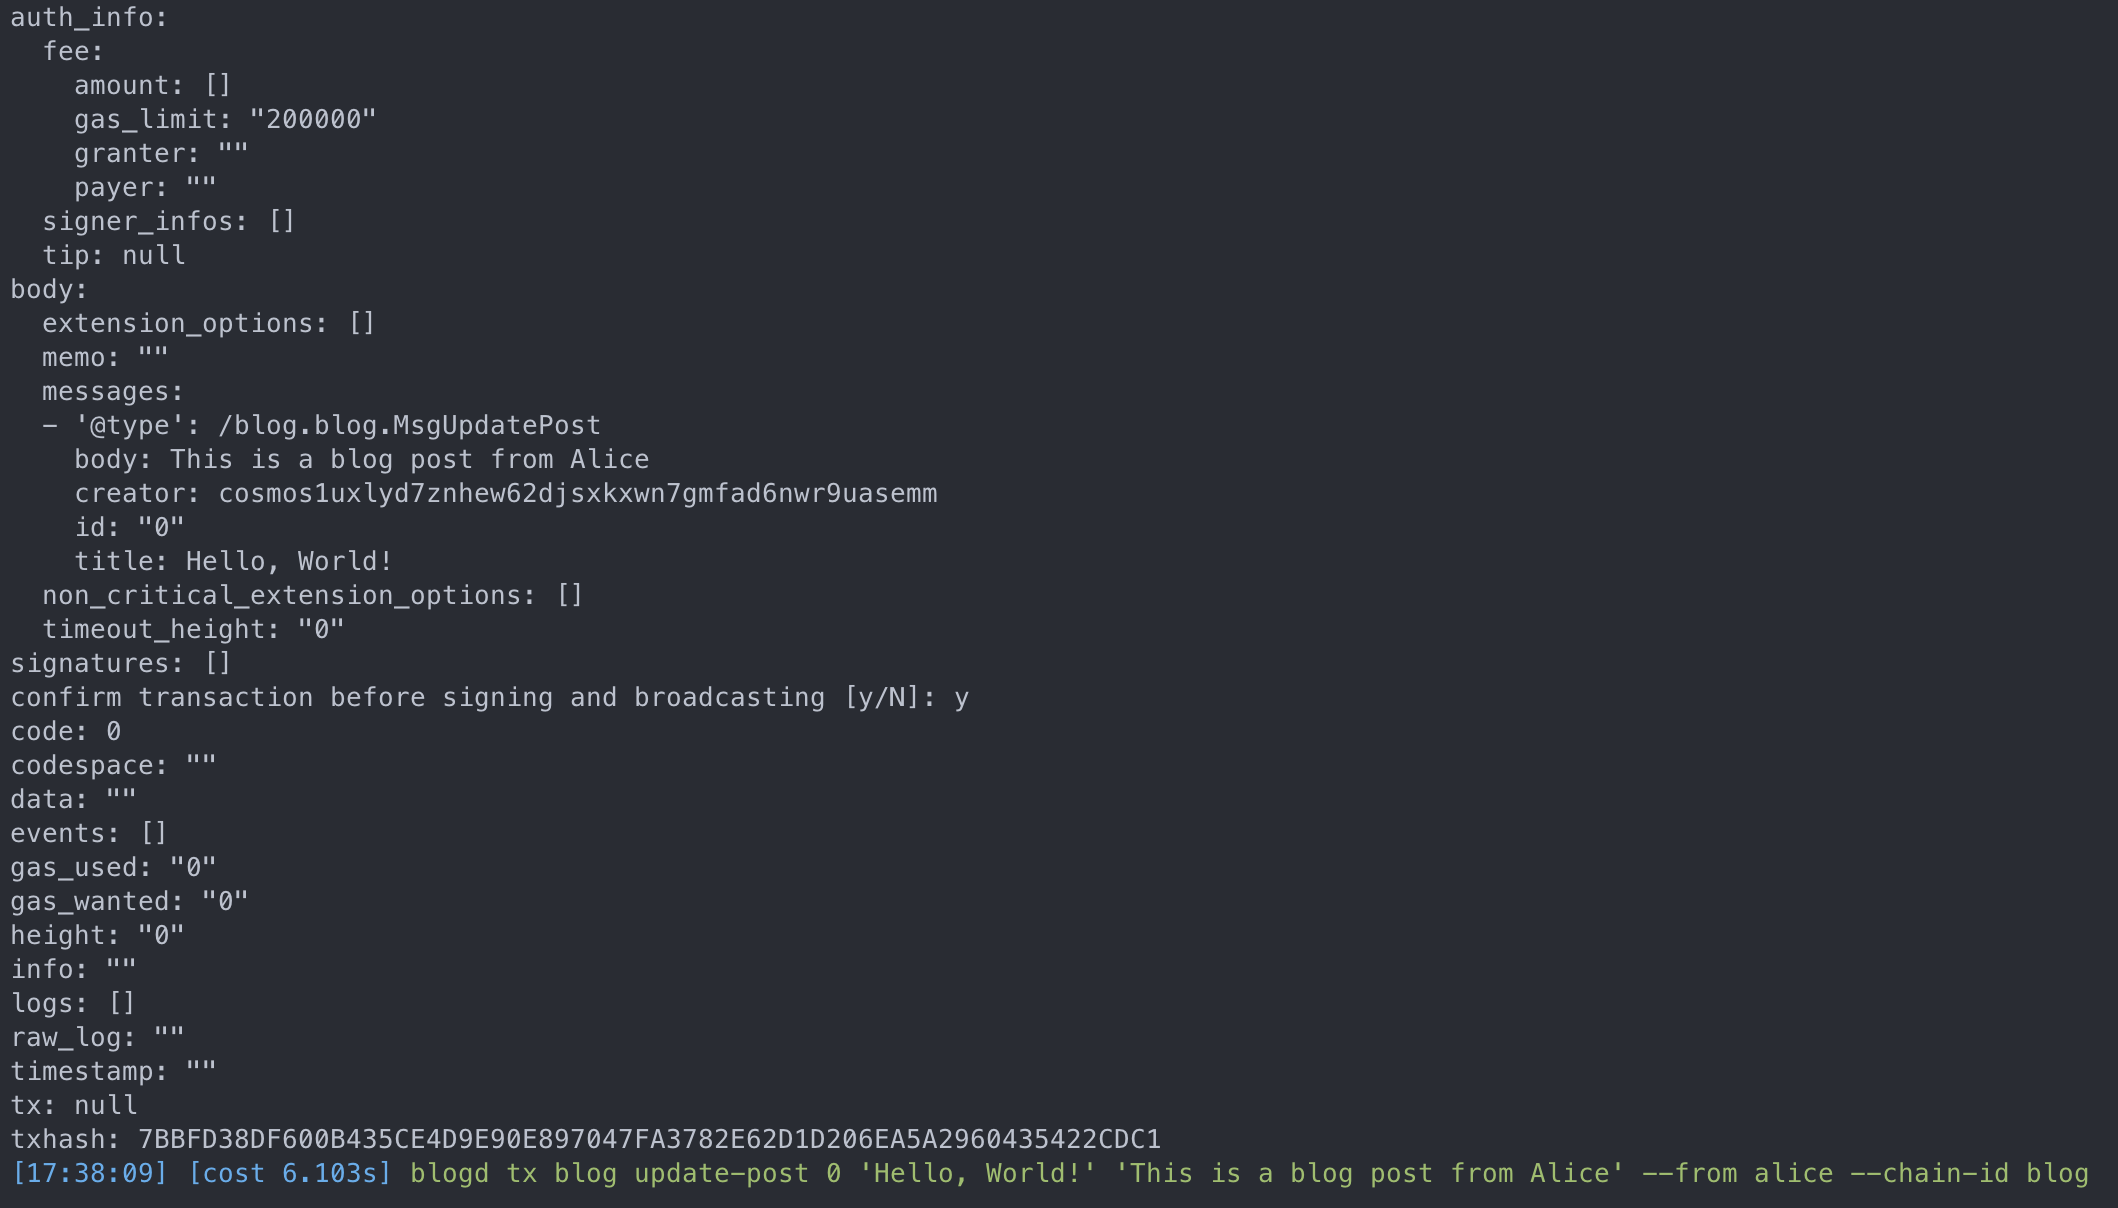 auth_info:
  fee:
    amount: []
    gas_limit: "200000"
    granter: ""
    payer: ""
  signer_infos: []
  tip: null
body:
  extension_options: []
  memo: ""
  messages:
  - '@type': /blog.blog.MsgUpdatePost
    body: This is a blog post from Alice
    creator: cosmos1uxlyd7znhew62djsxkxwn7gmfad6nwr9uasemm
    id: "0"
    title: Hello, World!
  non_critical_extension_options: []
  timeout_height: "0"
signatures: []
confirm transaction before signing and broadcasting [y/N]: y
code: 0
codespace: ""
data: ""
events: []
gas_used: "0"
gas_wanted: "0"
height: "0"
info: ""
logs: []
raw_log: ""
timestamp: ""
tx: null
txhash: 7BBFD38DF600B435CE4D9E90E897047FA3782E62D1D206EA5A2960435422CDC1
[17:38:09] [cost 6.103s] blogd tx blog update-post 0 'Hello, World!' 'This is a blog post from Alice' --from alice --chain-id blog